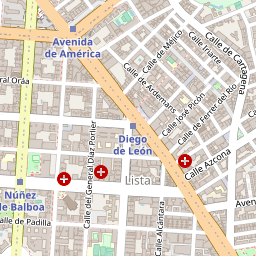 Avenida
de América
Calle de Méjico
Calle Iriarte
Calle de Cartagena
eral Oráa
Calle de Ardemans
Calle José Picón
Calle de Ferrer del Río
Diego
de León
Calle del General Díaz Porlier
Calle Azcona
Lista
Núñez
de Balboa
Calle de Padilla
Calle Alcántara
Aven